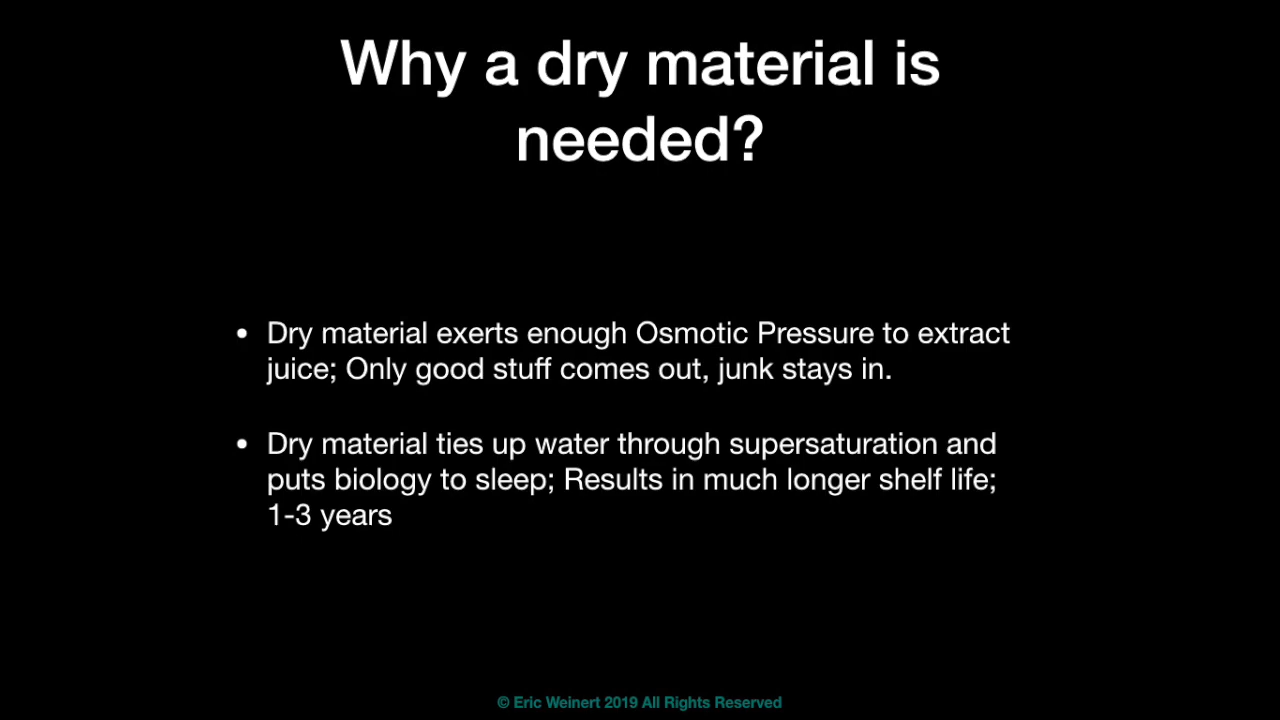 Why a dry material is
needed?
• Dry material exerts enough Osmotic Pressure to extract
juice; Only good stuff comes out, junk stays in.
• Dry material ties up water through supersaturation and
puts biology to sleep; Results in much longer shelf life;
1-3 years
© Eric Weinert 2019 All Rights Reserved